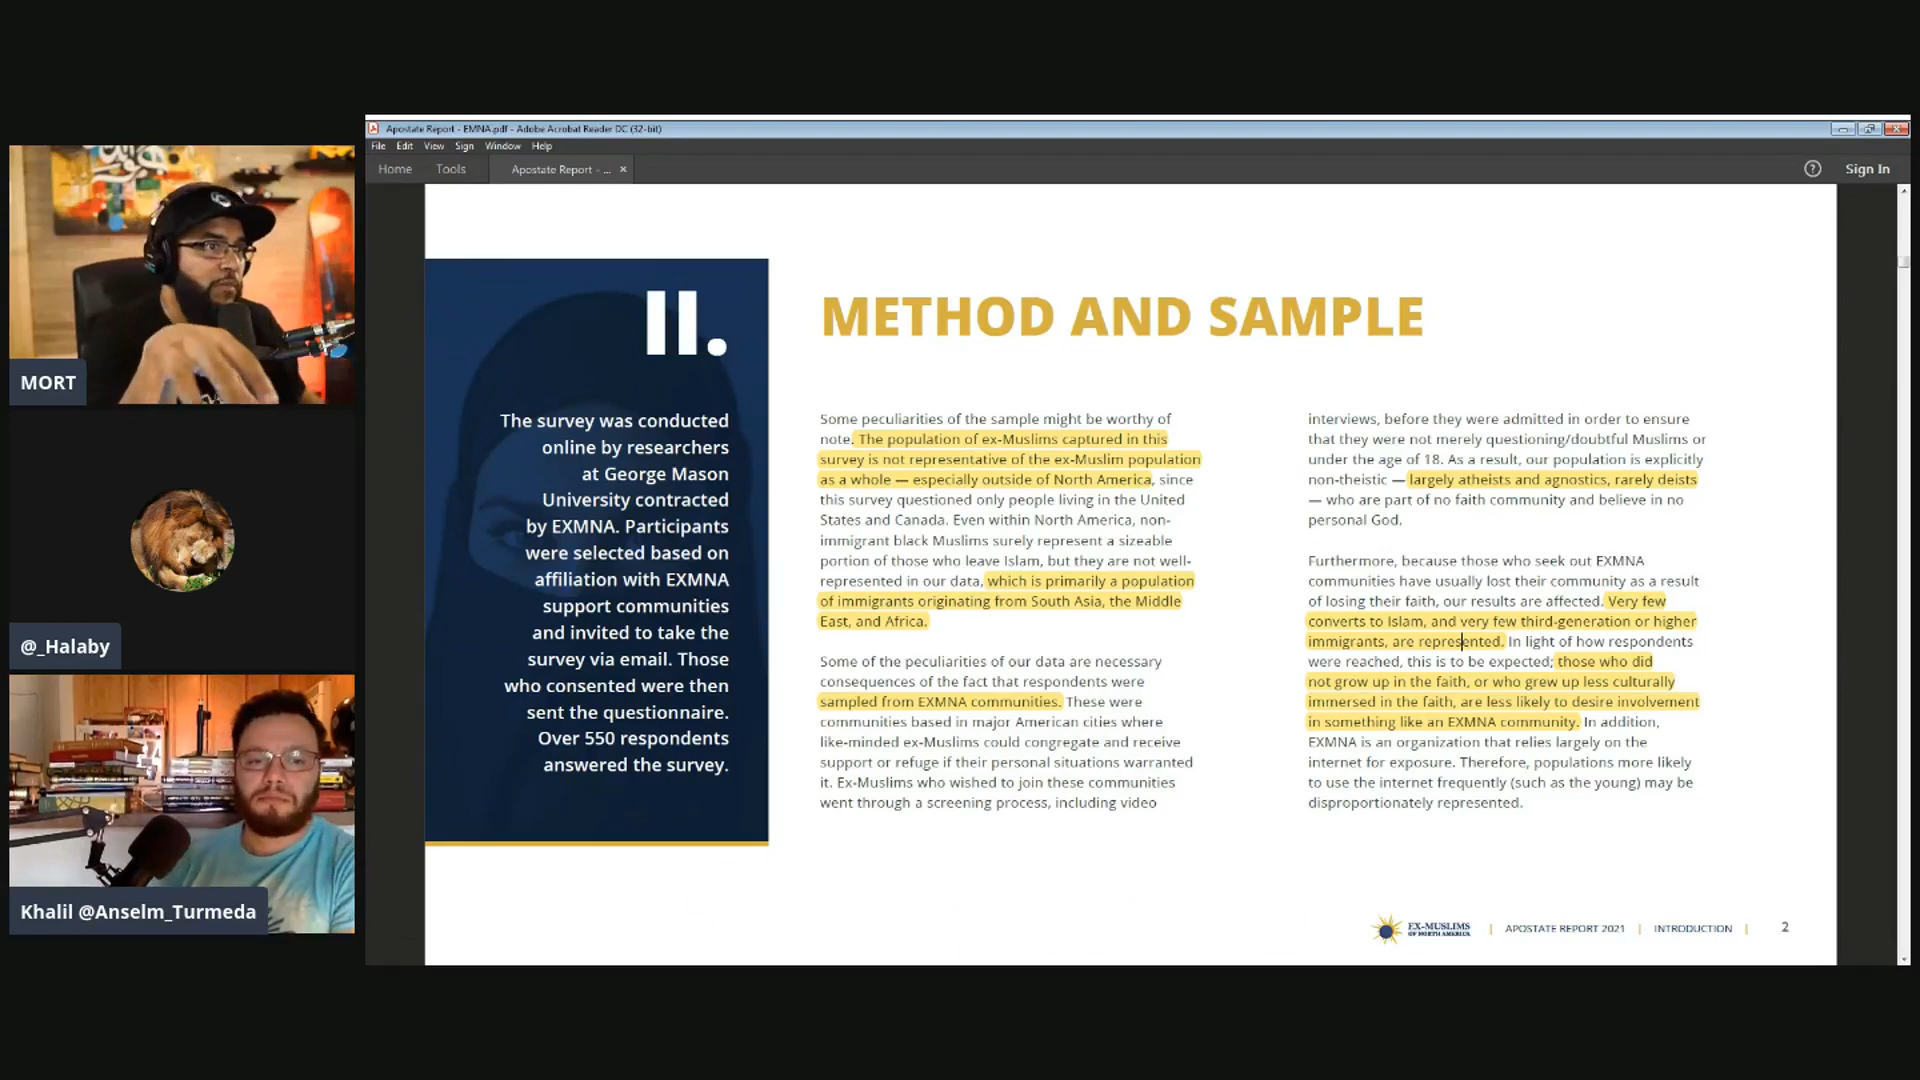 Apostate Report - EMNA.pdf - Adobe Acrobat Reader DC (32-bit)
File Edit View Sign Window Help
Home Tools Apostate Report - ... × ? Sign In
MORT
@_Halaby
Khalil @Anselm_Turmeda
II.
The survey was conducted
online by researchers
at George Mason
University contracted
by EXMNA. Participants
were selected based on
affiliation with EXMNA
support communities
and invited to take the
survey via email. Those
who consented were then
sent the questionnaire.
Over 550 respondents
answered the survey.
METHOD AND SAMPLE
Some peculiarities of the sample might be worthy of
note. The population of ex-Muslims captured in this
survey is not representative of the ex-Muslim population
as a whole — especially outside of North America, since
this survey questioned only people living in the United
States and Canada. Even within North America, non-
immigrant black Muslims surely represent a sizeable
portion of those who leave Islam, but they are not well-
represented in our data, which is primarily a population
of immigrants originating from South Asia, the Middle
East, and Africa.
Some of the peculiarities of our data are necessary
consequences of the fact that respondents were
sampled from EXMNA communities. These were
communities based in major American cities where
like-minded ex-Muslims could congregate and receive
support or refuge if their personal situations warranted
it. Ex-Muslims who wished to join these communities
went through a screening process, including video
interviews, before they were admitted in order to ensure
that they were not merely questioning/doubtful Muslims or
under the age of 18. As a result, our population is explicitly
non-theistic — largely atheists and agnostics, rarely deists
— who are part of no faith community and believe in no
personal God.
Furthermore, because those who seek out EXMNA
communities have usually lost their community as a result
of losing their faith, our results are affected. Very few
converts to Islam, and very few third-generation or higher
immigrants, are represented. In light of how respondents
were reached, this is to be expected; those who did
not grow up in the faith, or who grew up less culturally
immersed in the faith, are less likely to desire involvement
in something like an EXMNA community. In addition,
EXMNA is an organization that relies largely on the
internet for exposure. Therefore, populations more likely
to use the internet frequently (such as the young) may be
disproportionately represented.
EX-MUSLIMS
OF NORTH AMERICA
| APOSTATE REPORT 2021 | INTRODUCTION | 2